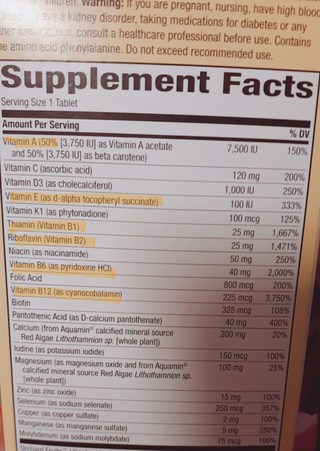 children. Warning: If you are pregnant, nursing, have high blood
have a kidney disorder, taking medications for diabetes or any
consult a healthcare professional before use. Contains
he amino acid phenylalanine. Do not exceed recommended use.
Supplement Facts
Serving Size 1 Tablet
Amount Per Serving % DV
Vitamin A (50% [3,750 IU] as Vitamin A acetate 7,500 IU 150%
and 50% [3,750 IU] as beta carotene)
Vitamin C (ascorbic acid) 120 mg 200%
Vitamin D3 (as cholecalciferol) 1,000 IU 250%
Vitamin E (as d-alpha tocopheryl succinate) 100 IU 333%
Vitamin K1 (as phytonadione) 100 mcg 125%
Thiamin (Vitamin B1) 25 mg 1,667%
Riboflavin (Vitamin B2) 25 mg 1,471%
Niacin (as niacinamide) 50 mg 250%
Vitamin B6 (as pyridoxine HCl) 40 mg 2,000%
Folic Acid 800 mcg 200%
Vitamin B12 (as cyanocobalamin) 225 mcg 3,750%
Biotin 325 mcg 108%
Pantothenic Acid (as D-calcium pantothenate) 40 mg 400%
Calcium (from Aquamin® calcified mineral source 200 mg 20%
Red Algae Lithothamnion sp. [whole plant])
Iodine (as potassium iodide) 150 mcg 100%
Magnesium (as magnesium oxide and from Aquamin® 100 mg 25%
calcified mineral source Red Algae Lithothamnion sp.
[whole plant])
Zinc (as zinc oxide) 15 mg 100%
Selenium (as sodium selenate) 250 mcg 357%
Copper (as copper sulfate) 2 mg 100%
Manganese (as manganese sulfate) 5 mg 250%
Molybdenum (as sodium molybdate) 75 mcg 100%
Orchard Fruits